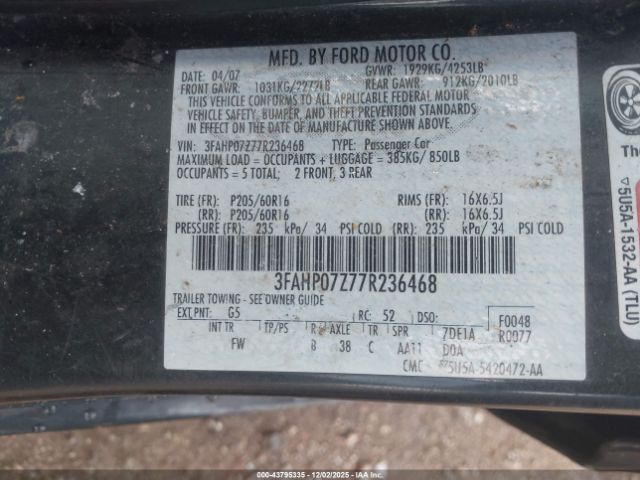 MFD. BY FORD MOTOR CO.
DATE: 04/07 GVWR: 1929KG/4253LB
FRONT GAWR: 1031KG/2272LB REAR GAWR: 912KG/2010LB
THIS VEHICLE CONFORMS TO ALL APPLICABLE FEDERAL MOTOR
VEHICLE SAFETY, BUMPER, AND THEFT PREVENTION STANDARDS
IN EFFECT ON THE DATE OF MANUFACTURE SHOWN ABOVE.
VIN: 3FAHP07Z77R236468 TYPE: Passenger Car
MAXIMUM LOAD = OCCUPANTS + LUGGAGE = 385KG/ 850LB
OCCUPANTS = 5 TOTAL; 2 FRONT, 3 REAR
TIRE (FR): P205/60R16 RIMS (FR): 16X6.5J
(RR): P205/60R16 (RR): 16X6.5J
PRESSURE (FR): 235 kPa/ 34 PSI COLD (RR): 235 kPa/ 34 PSI COLD
3FAHP07Z77R236468
TRAILER TOWING - SEE OWNER GUIDE
EXT PNT: G5 RC: 52 DSO: F0048
INT TR TP/PS R AXLE TR SPR 7DE1A R0077
FW B 38 C AA11 D0A
CMC 5U5A-5420472-AA
5U5A-1532-AA (TLU)
The
Tou
000-43795335 - 12/02/2025 - IAAI - COPART